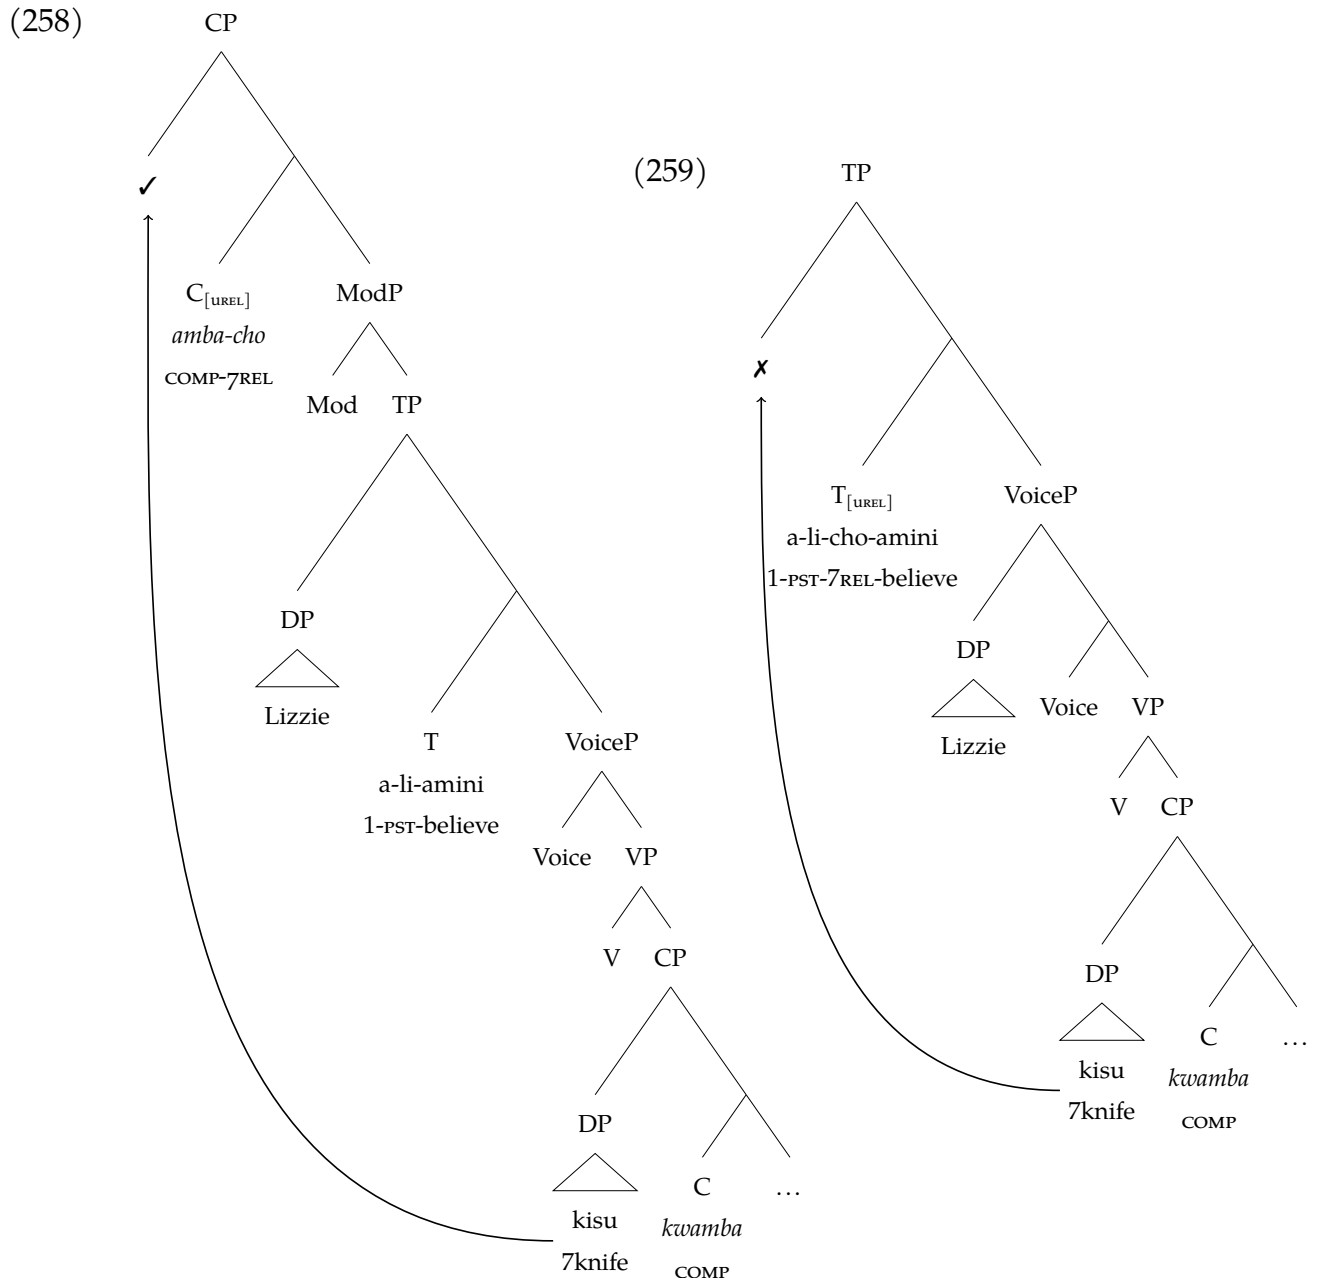 (258)
CP
✓
C[uREL]
amba-cho
COMP-7REL
ModP
Mod
TP
DP
Lizzie
T
a-li-amini
1-PST-believe
VoiceP
Voice
VP
V
CP
DP
kisu
7knife
C
kwamba
COMP
...
(259)
TP
✗
T[uREL]
a-li-cho-amini
1-PST-7REL-believe
VoiceP
DP
Lizzie
Voice
VP
V
CP
DP
kisu
7knife
C
kwamba
COMP
...